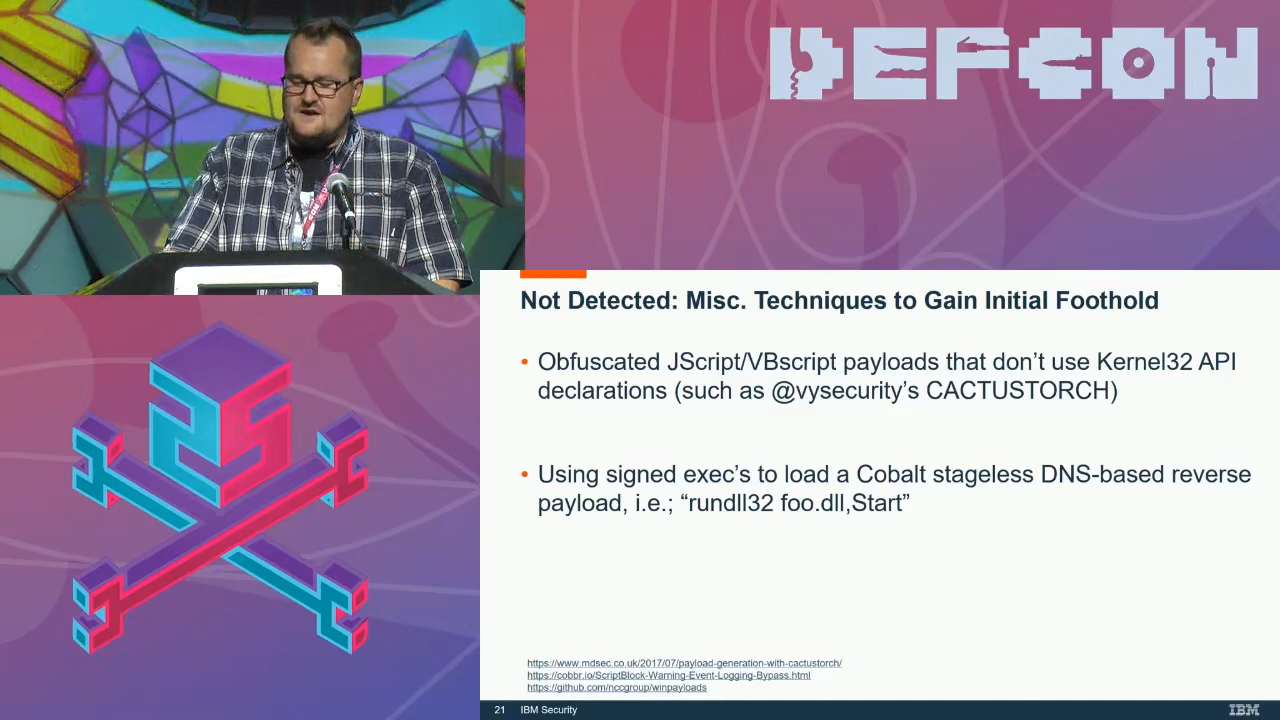 DEFCON
Not Detected: Misc. Techniques to Gain Initial Foothold
• Obfuscated JScript/VBscript payloads that don’t use Kernel32 API
declarations (such as @vysecurity’s CACTUSTORCH)
• Using signed exec’s to load a Cobalt stageless DNS-based reverse
payload, i.e.; “rundll32 foo.dll,Start”
https://www.mdsec.co.uk/2017/07/payload-generation-with-cactustorch/
https://cobbr.io/ScriptBlock-Warning-Event-Logging-Bypass.html
https://github.com/nccgroup/winpayloads
21 IBM Security
IBM